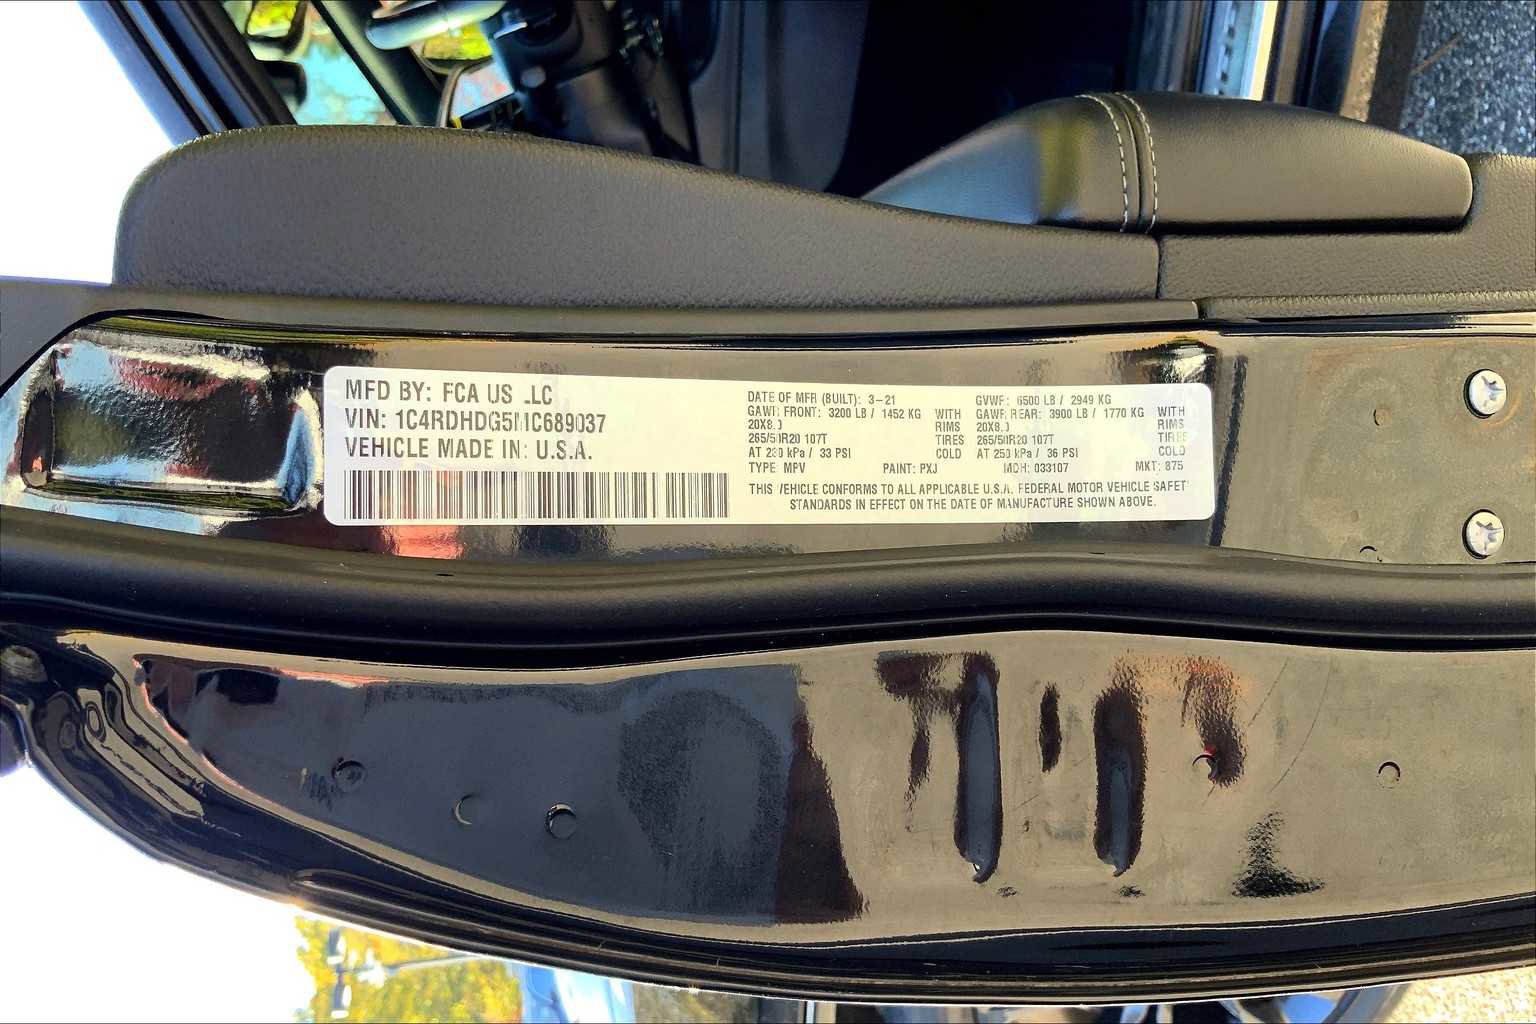 MFD BY: FCA US LLC
VIN: 1C4RDHDG5MC689037
VEHICLE MADE IN: U.S.A.
DATE OF MFR (BUILT): 3-21
GAWR FRONT: 3200 LB / 1452 KG WITH
20X8.0 RIMS
265/50R20 107T TIRES
AT 230 kPa / 33 PSI COLD
GVWR: 6500 LB / 2949 KG
GAWR REAR: 3900 LB / 1770 KG WITH
20X8.0 RIMS
265/50R20 107T TIRES
AT 250 kPa / 36 PSI COLD
TYPE: MPV PAINT: PXJ MDH: 033107 MKT: 875
THIS VEHICLE CONFORMS TO ALL APPLICABLE U.S.A. FEDERAL MOTOR VEHICLE SAFETY
STANDARDS IN EFFECT ON THE DATE OF MANUFACTURE SHOWN ABOVE.